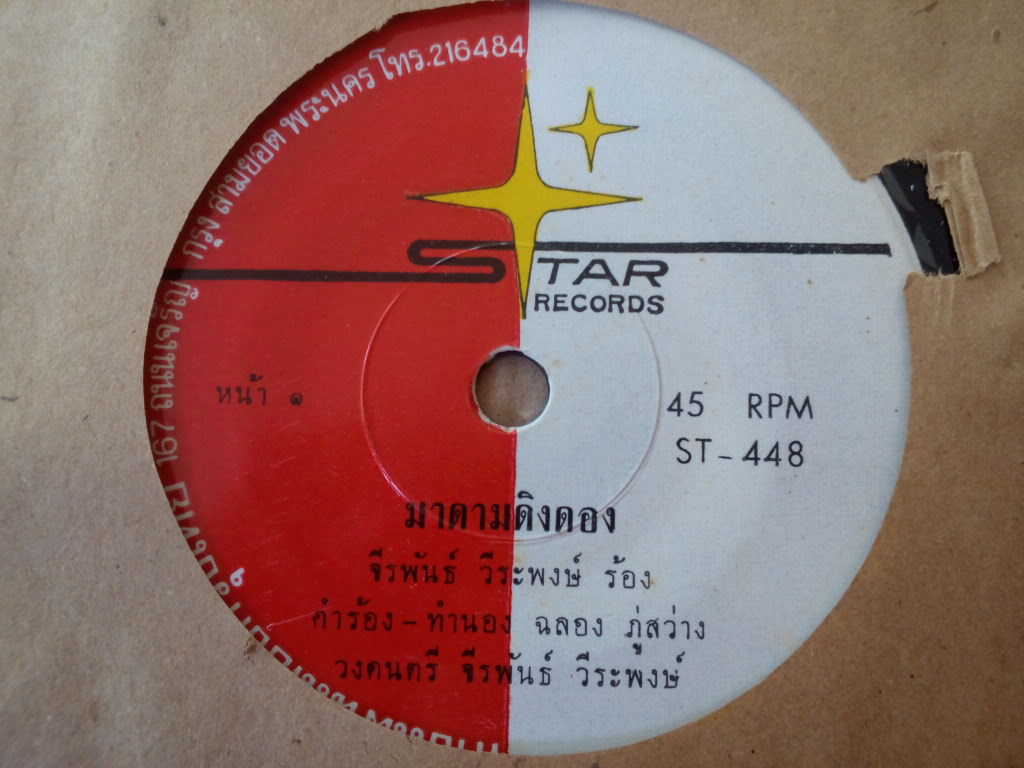 167 ถนนเจริญ กรุง สามยอด พระนคร โทร.216484
STAR
RECORDS
หน้า ๑
45 RPM
ST-448
มาดามดิงดอง
จีรพันธ์ วีระพงษ์ ร้อง
คำร้อง-ทำนอง ฉลอง ภู่สว่าง
วงดนตรี จีรพันธ์ วีระพงษ์